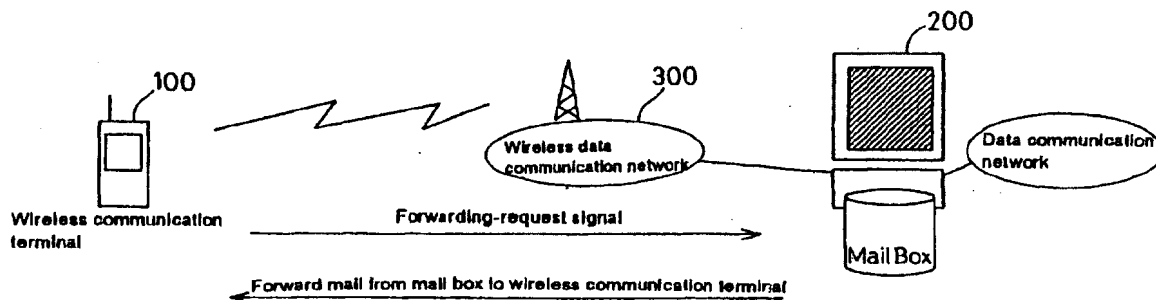 200
100
300
Wireless data
communication network
Data communication
network
Wireless communication
terminal
Forwarding-request signal
Mail Box
Forward mail from mail box to wireless communication terminal